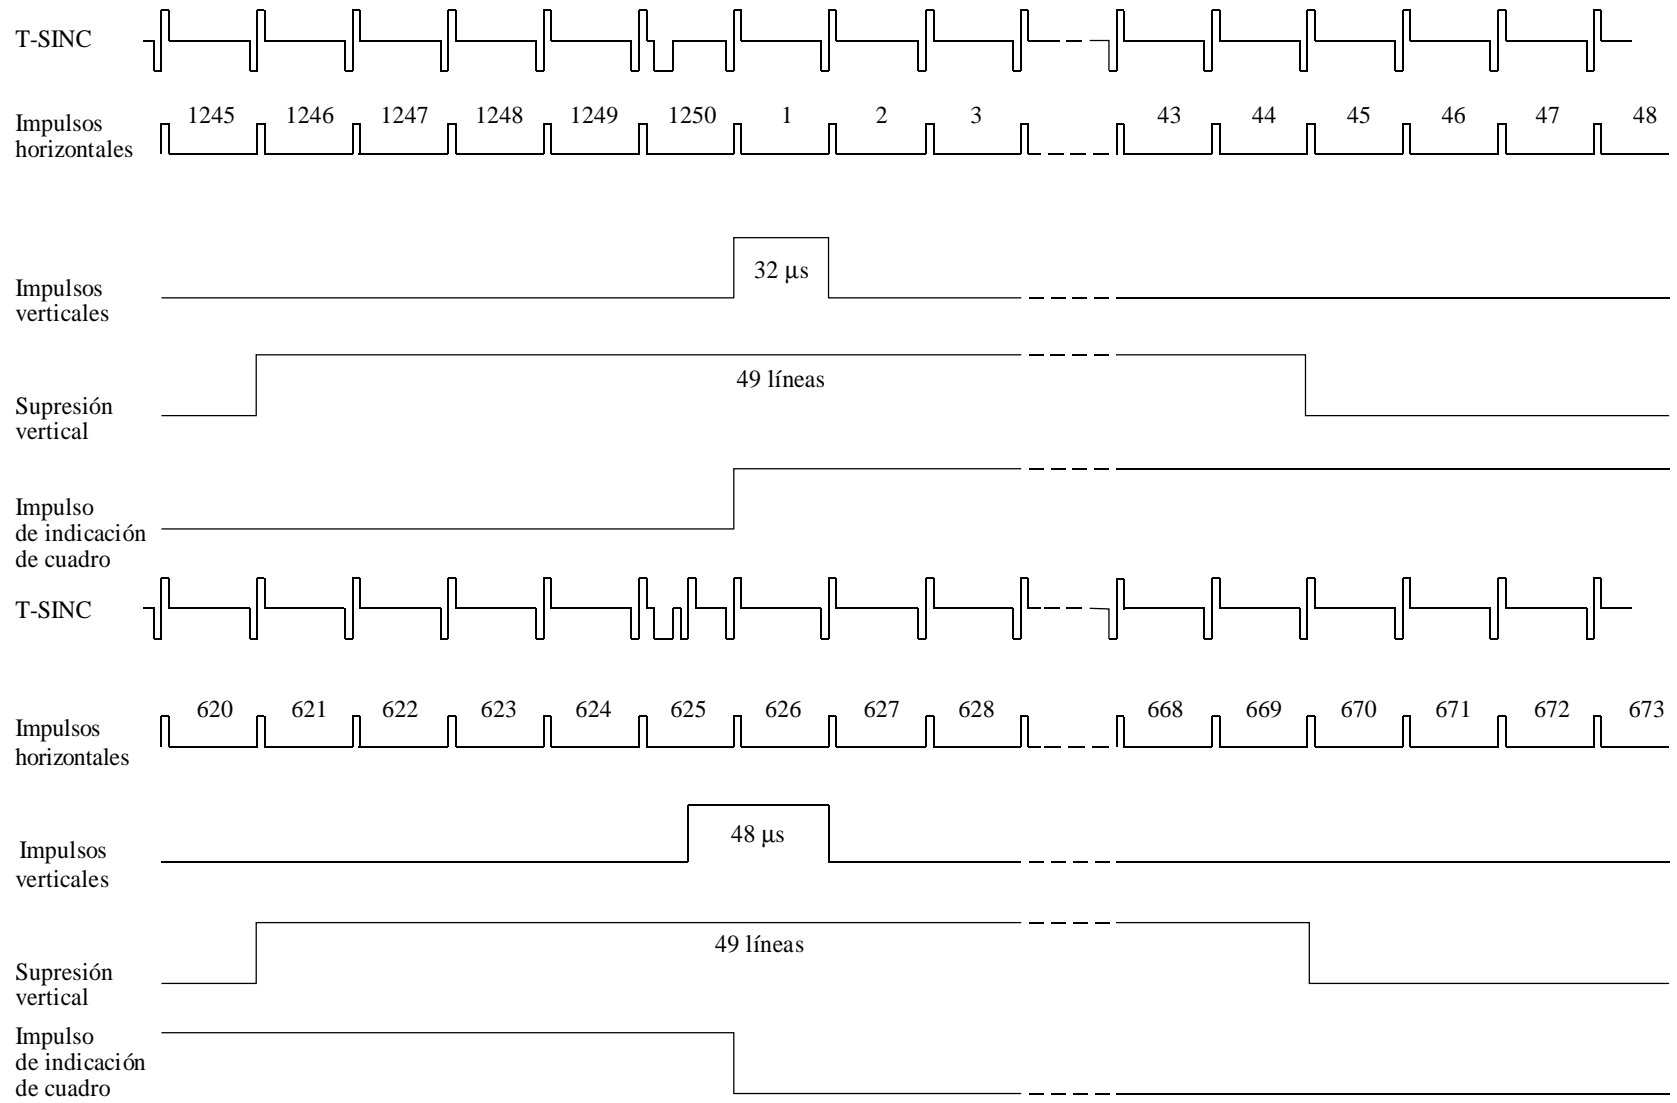 T-SINC
Impulsos
horizontales
1245 1246 1247 1248 1249 1250 1 2 3 43 44 45 46 47 48
Impulsos
verticales
32 µs
Supresión
vertical
49 líneas
Impulso
de indicación
de cuadro
T-SINC
Impulsos
horizontales
620 621 622 623 624 625 626 627 628 668 669 670 671 672 673
Impulsos
verticales
48 µs
Supresión
vertical
49 líneas
Impulso
de indicación
de cuadro